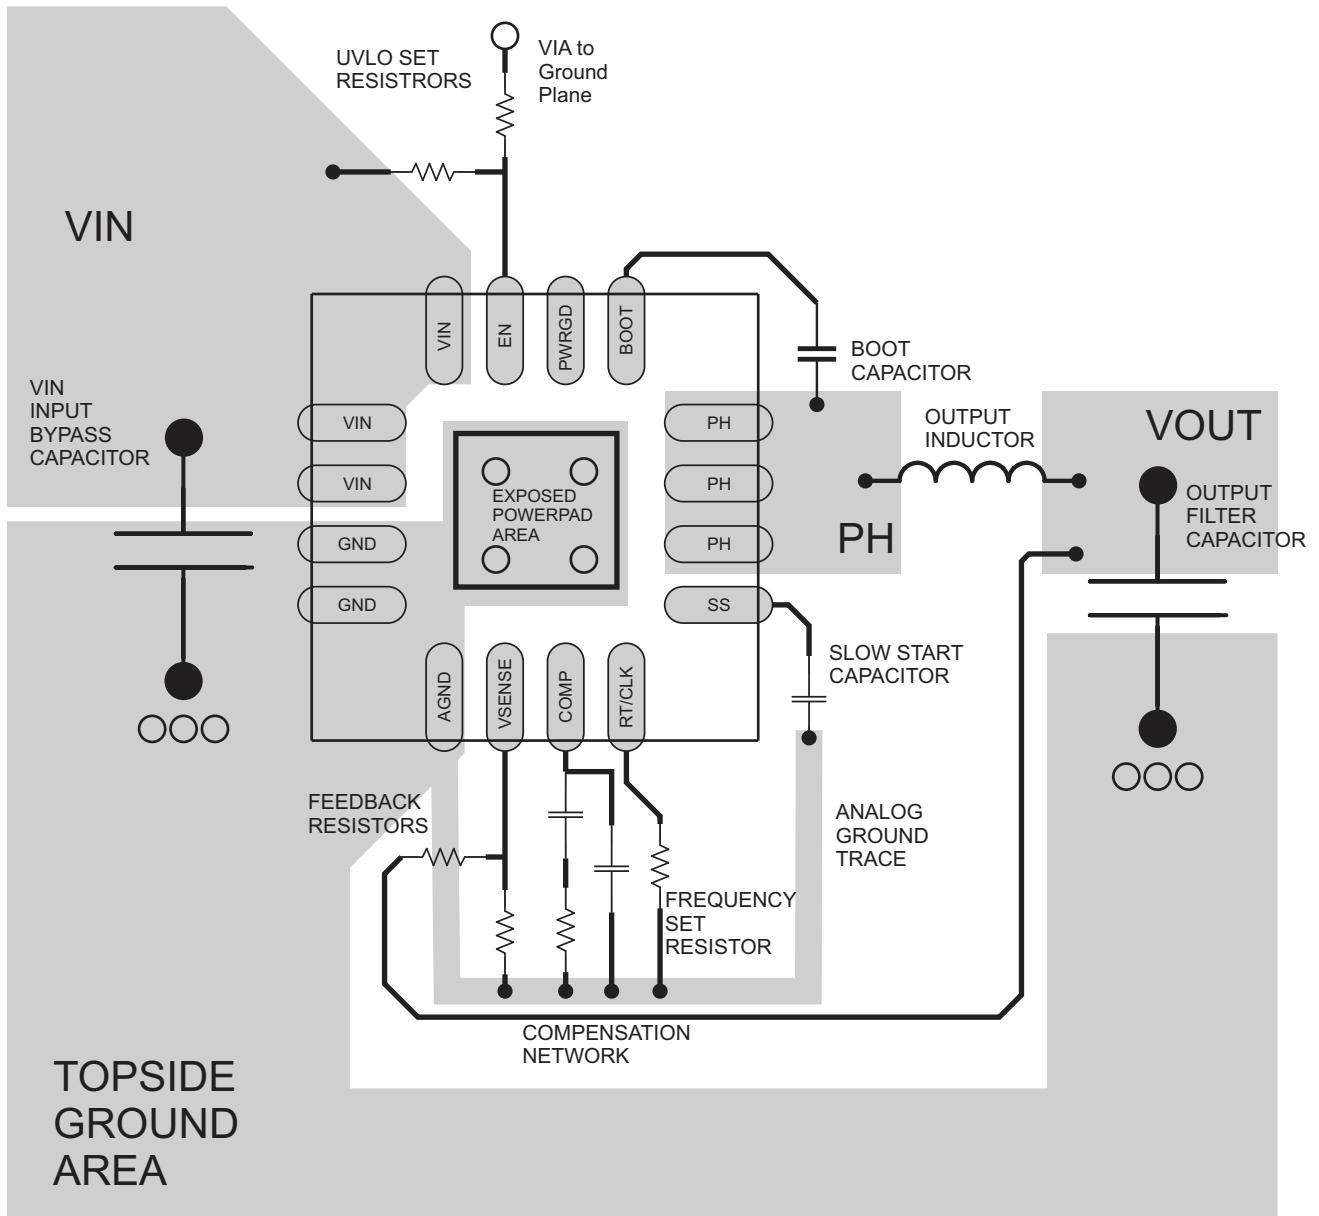 UVLO SET
RESISTRORS
VIA to
Ground
Plane
VIN
VIN
EN
PWRGD
BOOT
BOOT
CAPACITOR
VIN
INPUT
BYPASS
CAPACITOR
VIN
VIN
GND
GND
EXPOSED
POWERPAD
AREA
PH
PH
PH
SS
PH
OUTPUT
INDUCTOR
VOUT
OUTPUT
FILTER
CAPACITOR
AGND
VSENSE
COMP
RT/CLK
SLOW START
CAPACITOR
FEEDBACK
RESISTORS
ANALOG
GROUND
TRACE
FREQUENCY
SET
RESISTOR
COMPENSATION
NETWORK
TOPSIDE
GROUND
AREA